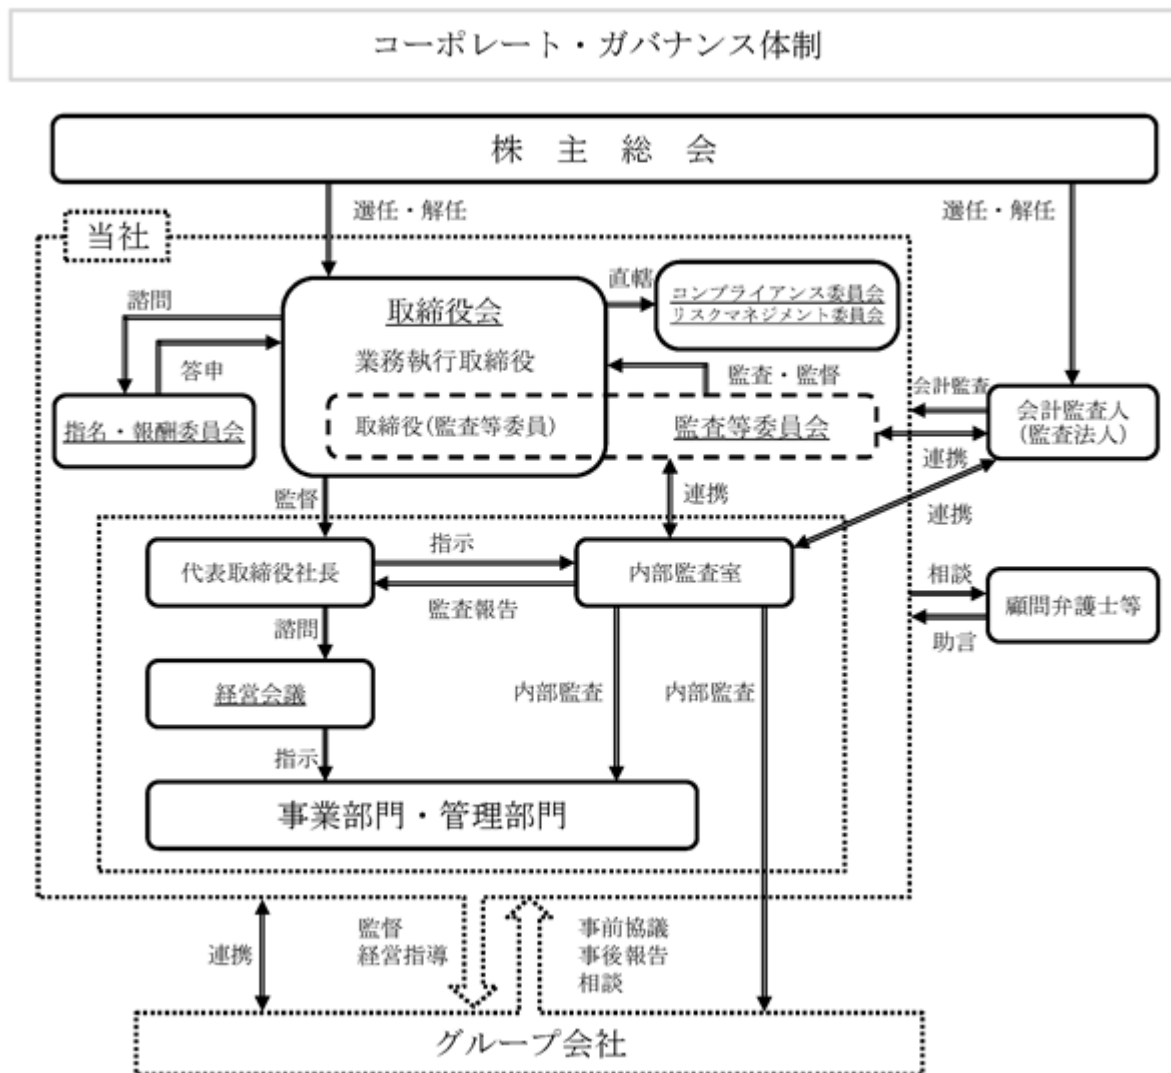 コーポレート・ガバナンス体制
株 主 総 会
選任・解任
選任・解任
当社
諮問
答申
指名・報酬委員会
取締役会
業務執行取締役
取締役(監査等委員)
監査等委員会
直轄
コンプライアンス委員会
リスクマネジメント委員会
監査・監督
会計監査
会計監査人
(監査法人)
連携
連携
連携
監督
代表取締役社長
指示
監査報告
内部監査室
諮問
経営会議
指示
内部監査
内部監査
事業部門・管理部門
相談
助言
顧問弁護士等
連携
監督
経営指導
事前協議
事後報告
相談
グループ会社